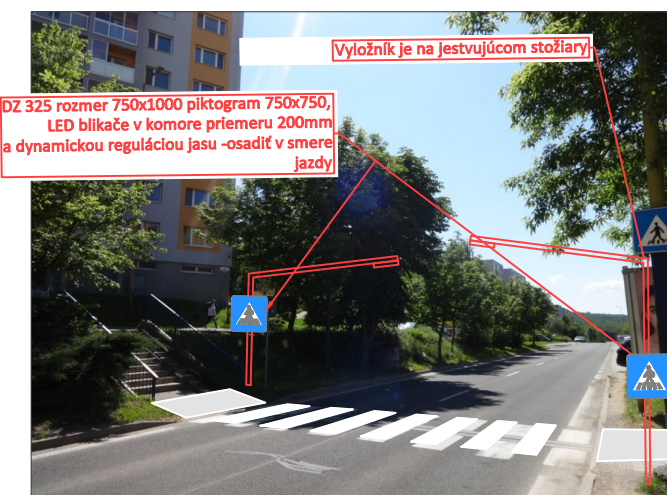 Vyložník je na jestvujúcom stožiary
DZ 325 rozmer 750x1000 piktogram 750x750,
LED blikače v komore priemeru 200mm
a dynamickou reguláciou jasu -osadiť v smere
jazdy